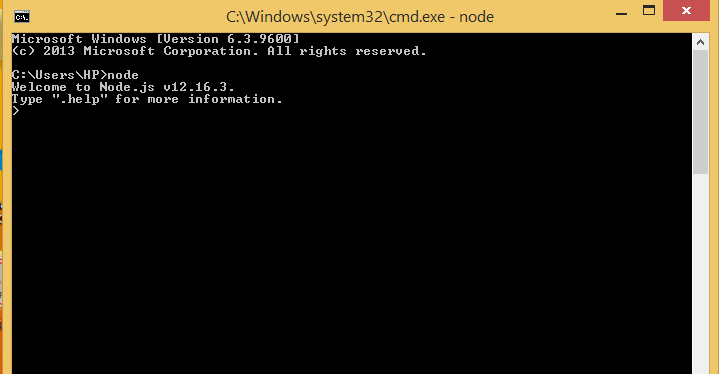 C:\Windows\system32\cmd.exe - node
Microsoft Windows [Version 6.3.9600]
(c) 2013 Microsoft Corporation. All rights reserved.
C:\Users\HP>node
Welcome to Node.js v12.16.3.
Type ".help" for more information.
>